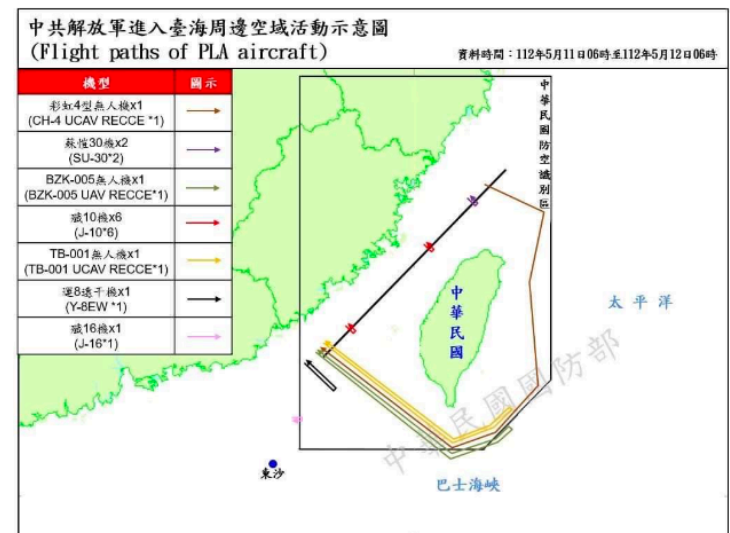 中共解放軍進入臺海周邊空域活動示意圖
(Flight paths of PLA aircraft)
資料時間：112年5月11日06時至112年5月12日06時
機型
圖示
彩虹4型無人機x1
(CH-4 UCAV RECCE *1)
蘇愷30機x2
(SU-30*2)
BZK-005無人機x1
(BZK-005 UAV RECCE*1)
殲10機x6
(J-10*6)
TB-001無人機x1
(TB-001 UCAV RECCE*1)
運8遠干機x1
(Y-8EW *1)
殲16機x1
(J-16*1)
中華民國防空識別區
中華民國
太平洋
中華民國國防部
東沙
巴士海峽